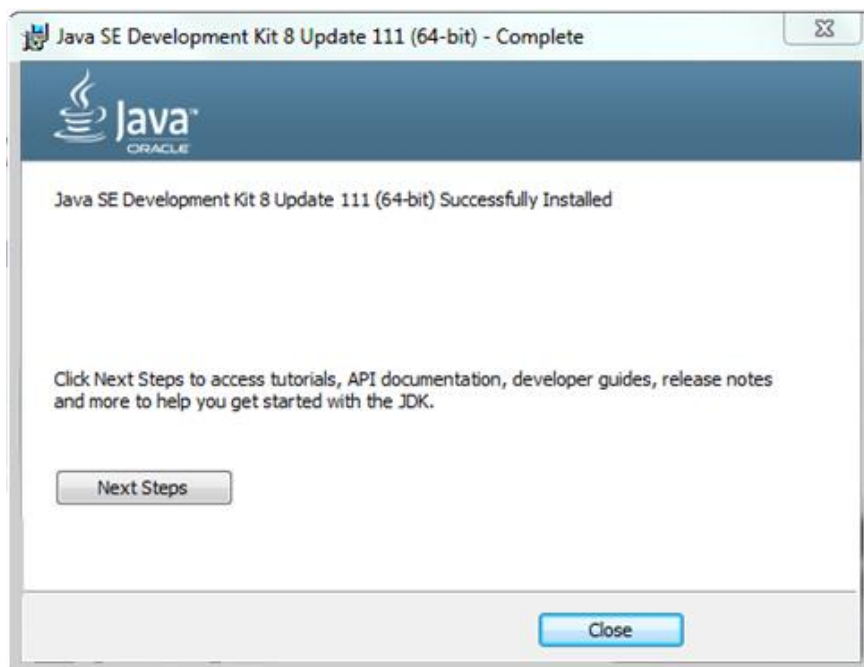 Java SE Development Kit 8 Update 111 (64-bit) - Complete
Java™
ORACLE
Java SE Development Kit 8 Update 111 (64-bit) Successfully Installed
Click Next Steps to access tutorials, API documentation, developer guides, release notes
and more to help you get started with the JDK.
Next Steps
Close